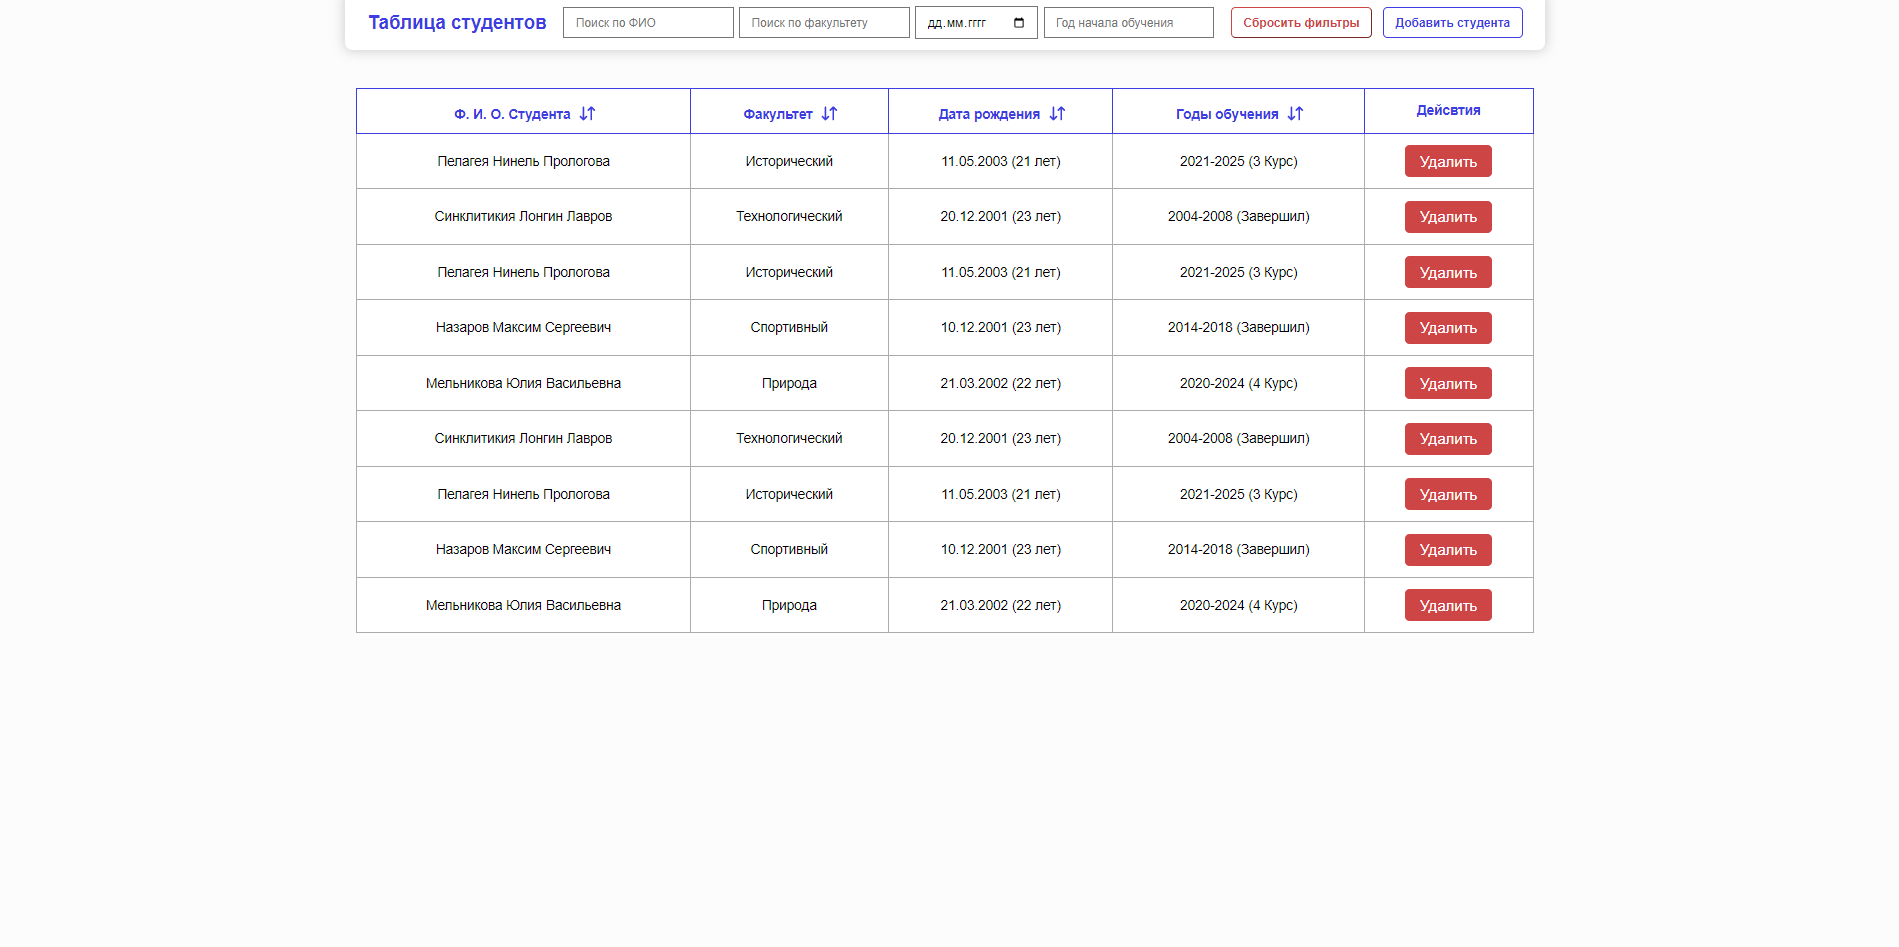 Таблица студентов Поиск по ФИО Поиск по факультету дд.мм.гггг Год начала обучения Сбросить фильтры Добавить студента
Ф. И. О. Студента Факультет Дата рождения Годы обучения Дейсвтия
Пелагея Нинель Прологова Исторический 11.05.2003 (21 лет) 2021-2025 (3 Курс) Удалить
Синклитикия Лонгин Лавров Технологический 20.12.2001 (23 лет) 2004-2008 (Завершил) Удалить
Пелагея Нинель Прологова Исторический 11.05.2003 (21 лет) 2021-2025 (3 Курс) Удалить
Назаров Максим Сергеевич Спортивный 10.12.2001 (23 лет) 2014-2018 (Завершил) Удалить
Мельникова Юлия Васильевна Природа 21.03.2002 (22 лет) 2020-2024 (4 Курс) Удалить
Синклитикия Лонгин Лавров Технологический 20.12.2001 (23 лет) 2004-2008 (Завершил) Удалить
Пелагея Нинель Прологова Исторический 11.05.2003 (21 лет) 2021-2025 (3 Курс) Удалить
Назаров Максим Сергеевич Спортивный 10.12.2001 (23 лет) 2014-2018 (Завершил) Удалить
Мельникова Юлия Васильевна Природа 21.03.2002 (22 лет) 2020-2024 (4 Курс) Удалить